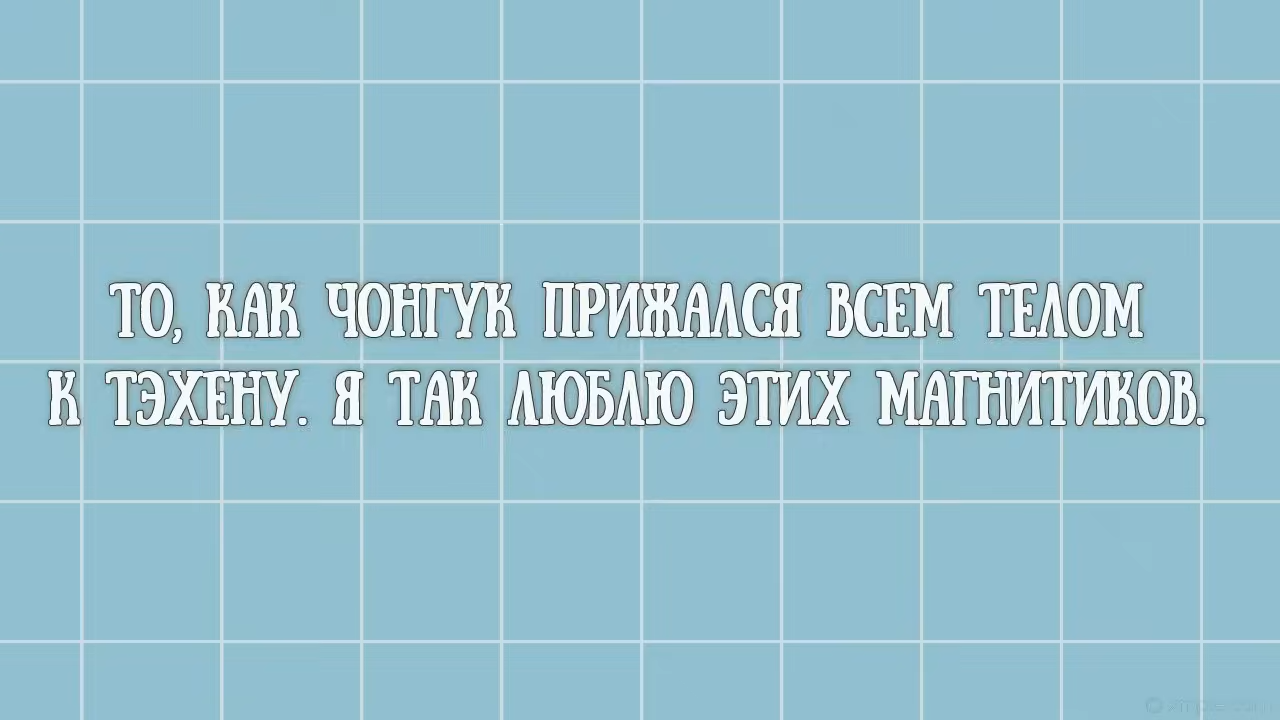 ТО, КАК ЧОНГУК ПРИЖАЛСЯ ВСЕМ ТЕЛОМ
К ТЭХЕНУ. Я ТАК ЛЮБЛЮ ЭТИХ МАГНИТИКОВ.